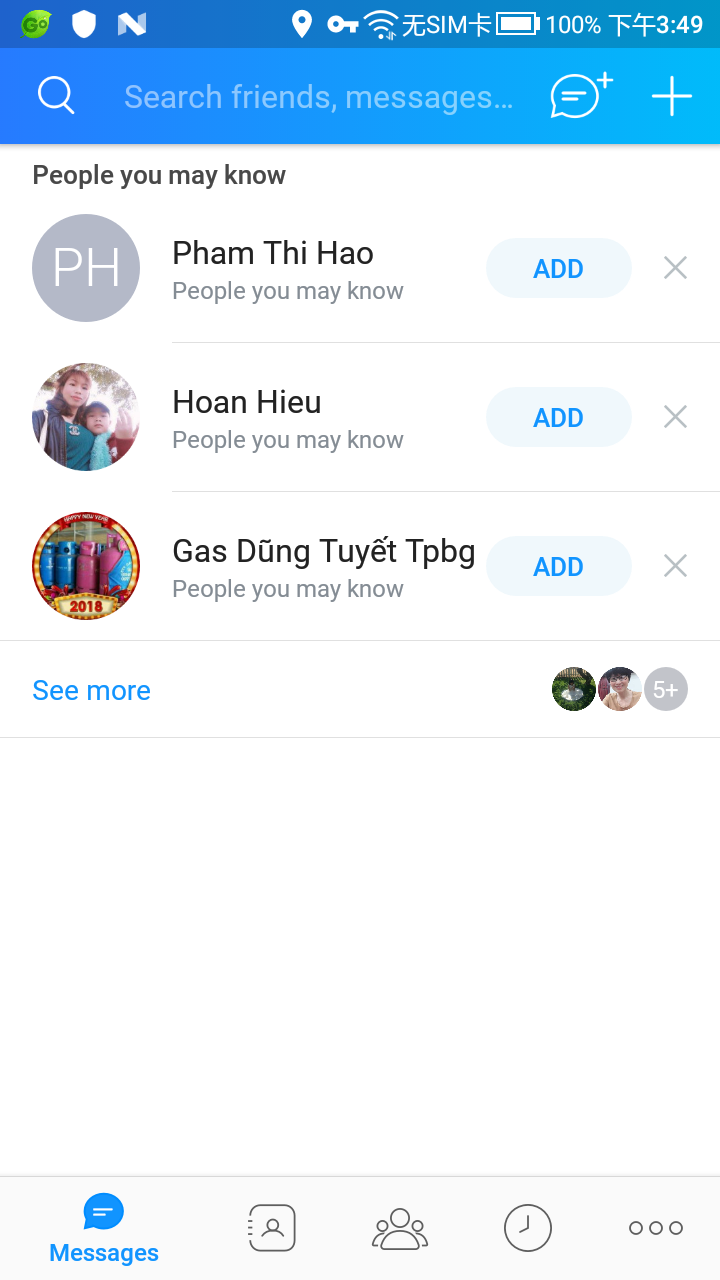 GO
无SIM卡 100% 下午3:49
Search friends, messages...
People you may know
PH
Pham Thi Hao
People you may know
ADD
Hoan Hieu
People you may know
ADD
HAPPY NEW YEAR
2018
Gas Dũng Tuyết Tpbg
People you may know
ADD
See more
5+
Messages